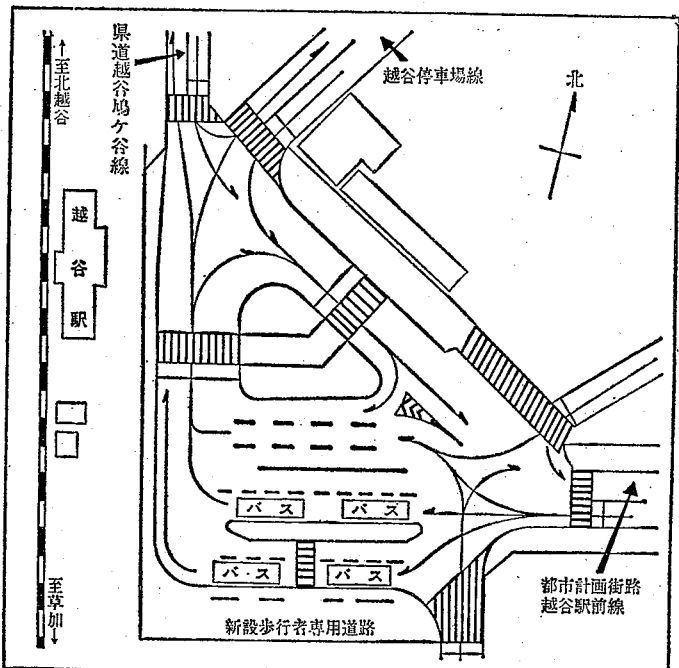 県道越谷鳩ケ谷線
越谷停車場線
北
↑至北越谷
越谷駅
バス
バス
バス
バス
至草加↓
新設歩行者専用道路
都市計画街路
越谷駅前線